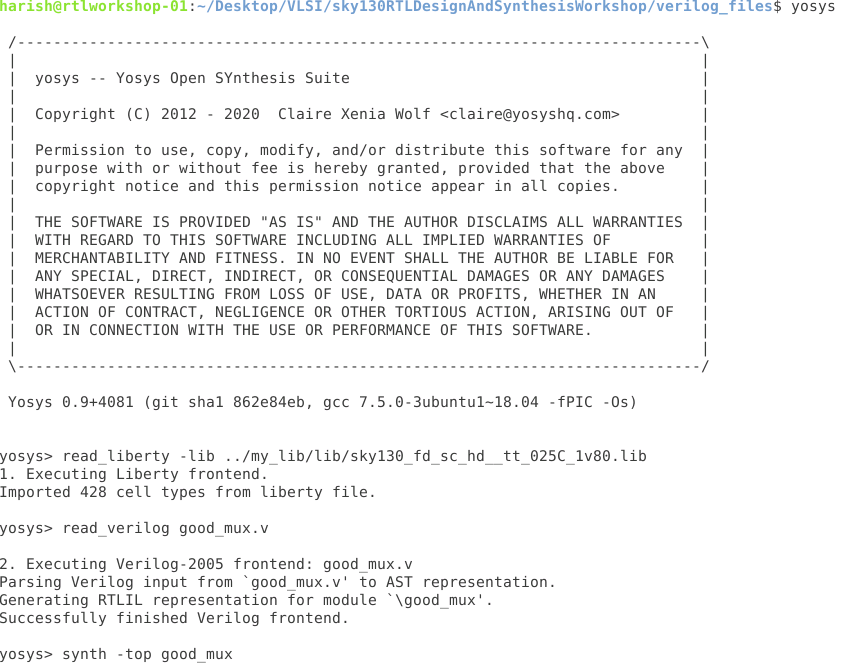 harish@rtlworkshop-01:~/Desktop/VLSI/sky130RTLDesignAndSynthesisWorkshop/verilog_files$ yosys
/----------------------------------------------------------------------------\
|                                                                            |
|  yosys -- Yosys Open SYnthesis Suite                                       |
|                                                                            |
|  Copyright (C) 2012 - 2020  Claire Xenia Wolf <claire@yosyshq.com>         |
|                                                                            |
|  Permission to use, copy, modify, and/or distribute this software for any  |
|  purpose with or without fee is hereby granted, provided that the above    |
|  copyright notice and this permission notice appear in all copies.         |
|                                                                            |
|  THE SOFTWARE IS PROVIDED "AS IS" AND THE AUTHOR DISCLAIMS ALL WARRANTIES  |
|  WITH REGARD TO THIS SOFTWARE INCLUDING ALL IMPLIED WARRANTIES OF          |
|  MERCHANTABILITY AND FITNESS. IN NO EVENT SHALL THE AUTHOR BE LIABLE FOR   |
|  ANY SPECIAL, DIRECT, INDIRECT, OR CONSEQUENTIAL DAMAGES OR ANY DAMAGES    |
|  WHATSOEVER RESULTING FROM LOSS OF USE, DATA OR PROFITS, WHETHER IN AN     |
|  ACTION OF CONTRACT, NEGLIGENCE OR OTHER TORTIOUS ACTION, ARISING OUT OF   |
|  OR IN CONNECTION WITH THE USE OR PERFORMANCE OF THIS SOFTWARE.            |
|                                                                            |
\----------------------------------------------------------------------------/
Yosys 0.9+4081 (git sha1 862e84eb, gcc 7.5.0-3ubuntu1~18.04 -fPIC -Os)
yosys> read_liberty -lib ../my_lib/lib/sky130_fd_sc_hd__tt_025C_1v80.lib
1. Executing Liberty frontend.
Imported 428 cell types from liberty file.
yosys> read_verilog good_mux.v
2. Executing Verilog-2005 frontend: good_mux.v
Parsing Verilog input from `good_mux.v' to AST representation.
Generating RTLIL representation for module `\good_mux'.
Successfully finished Verilog frontend.
yosys> synth -top good_mux